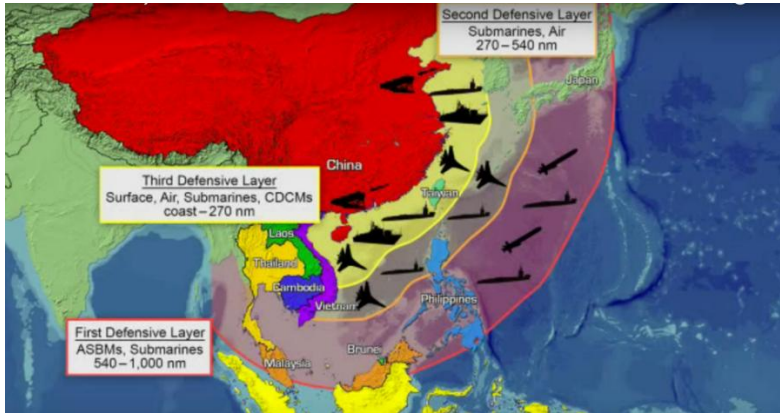 Second Defensive Layer
Submarines, Air
270 – 540 nm
Japan
China
Third Defensive Layer
Surface, Air, Submarines, CDCMs
coast – 270 nm
Taiwan
Laos
Thailand
Cambodia
Vietnam
Philippines
First Defensive Layer
ASBMs, Submarines
540 – 1,000 nm
Brunei
Malaysia